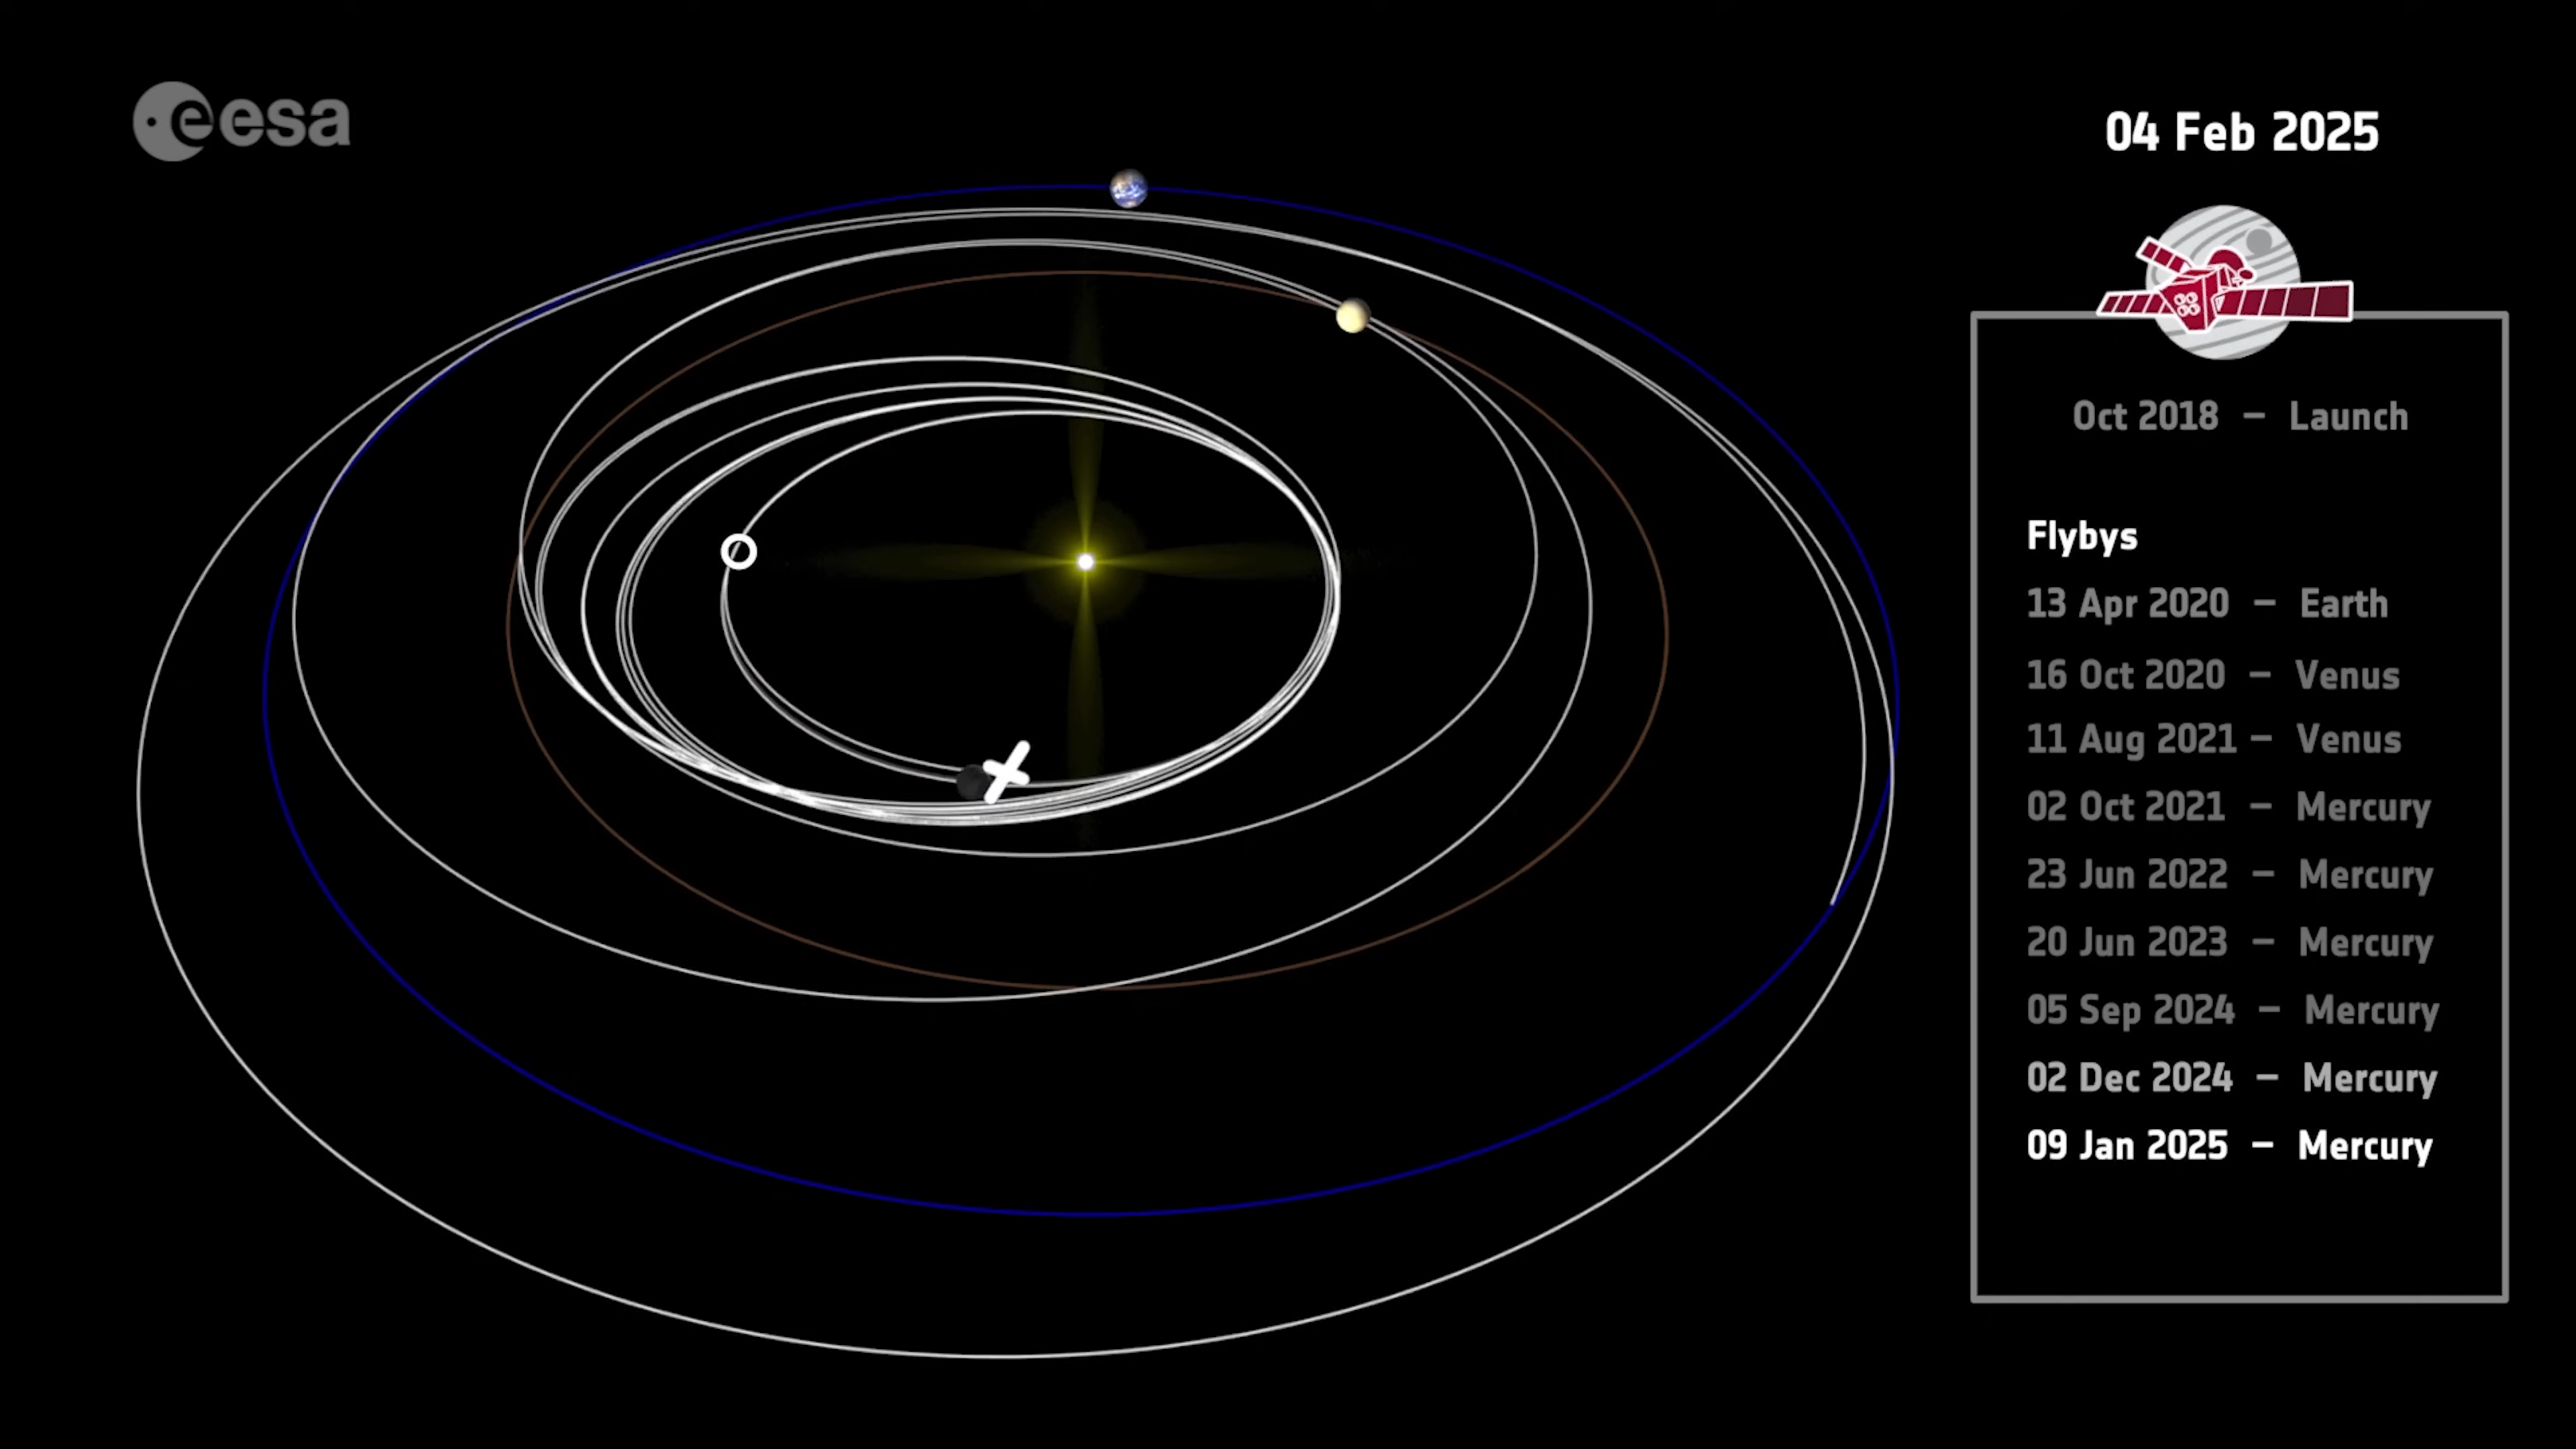 esa
04 Feb 2025
Oct 2018 – Launch
Flybys
13 Apr 2020 – Earth
16 Oct 2020 – Venus
11 Aug 2021 – Venus
02 Oct 2021 – Mercury
23 Jun 2022 – Mercury
20 Jun 2023 – Mercury
05 Sep 2024 – Mercury
02 Dec 2024 – Mercury
09 Jan 2025 – Mercury